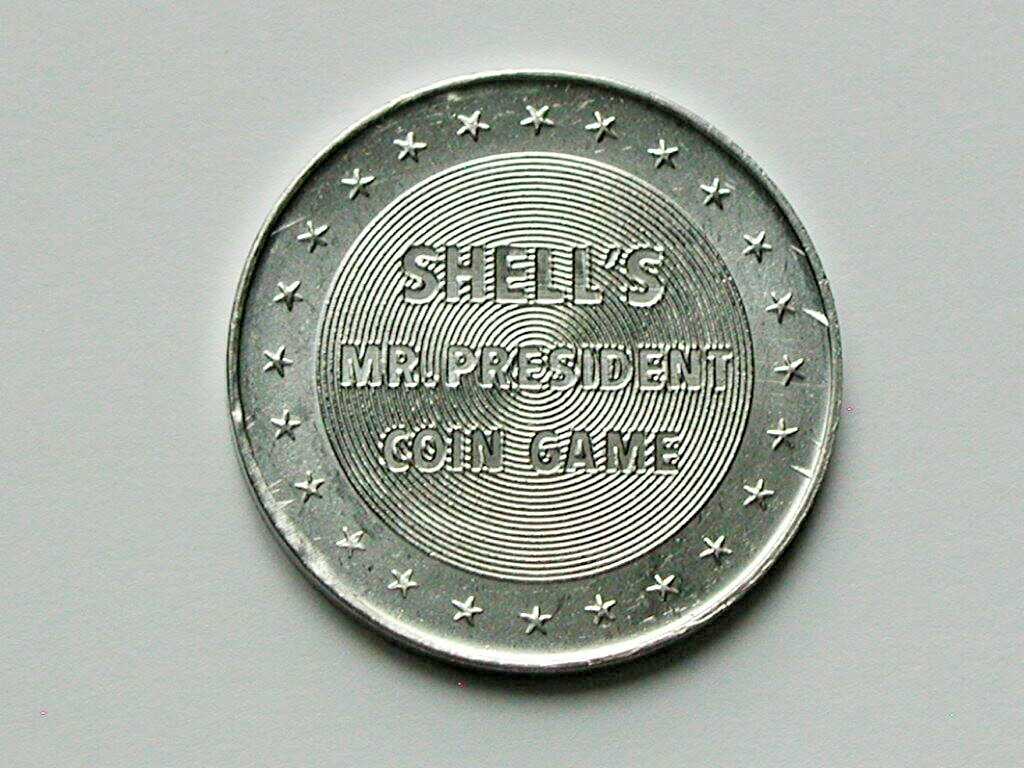 SHELL'S
MR. PRESIDENT
COIN GAME